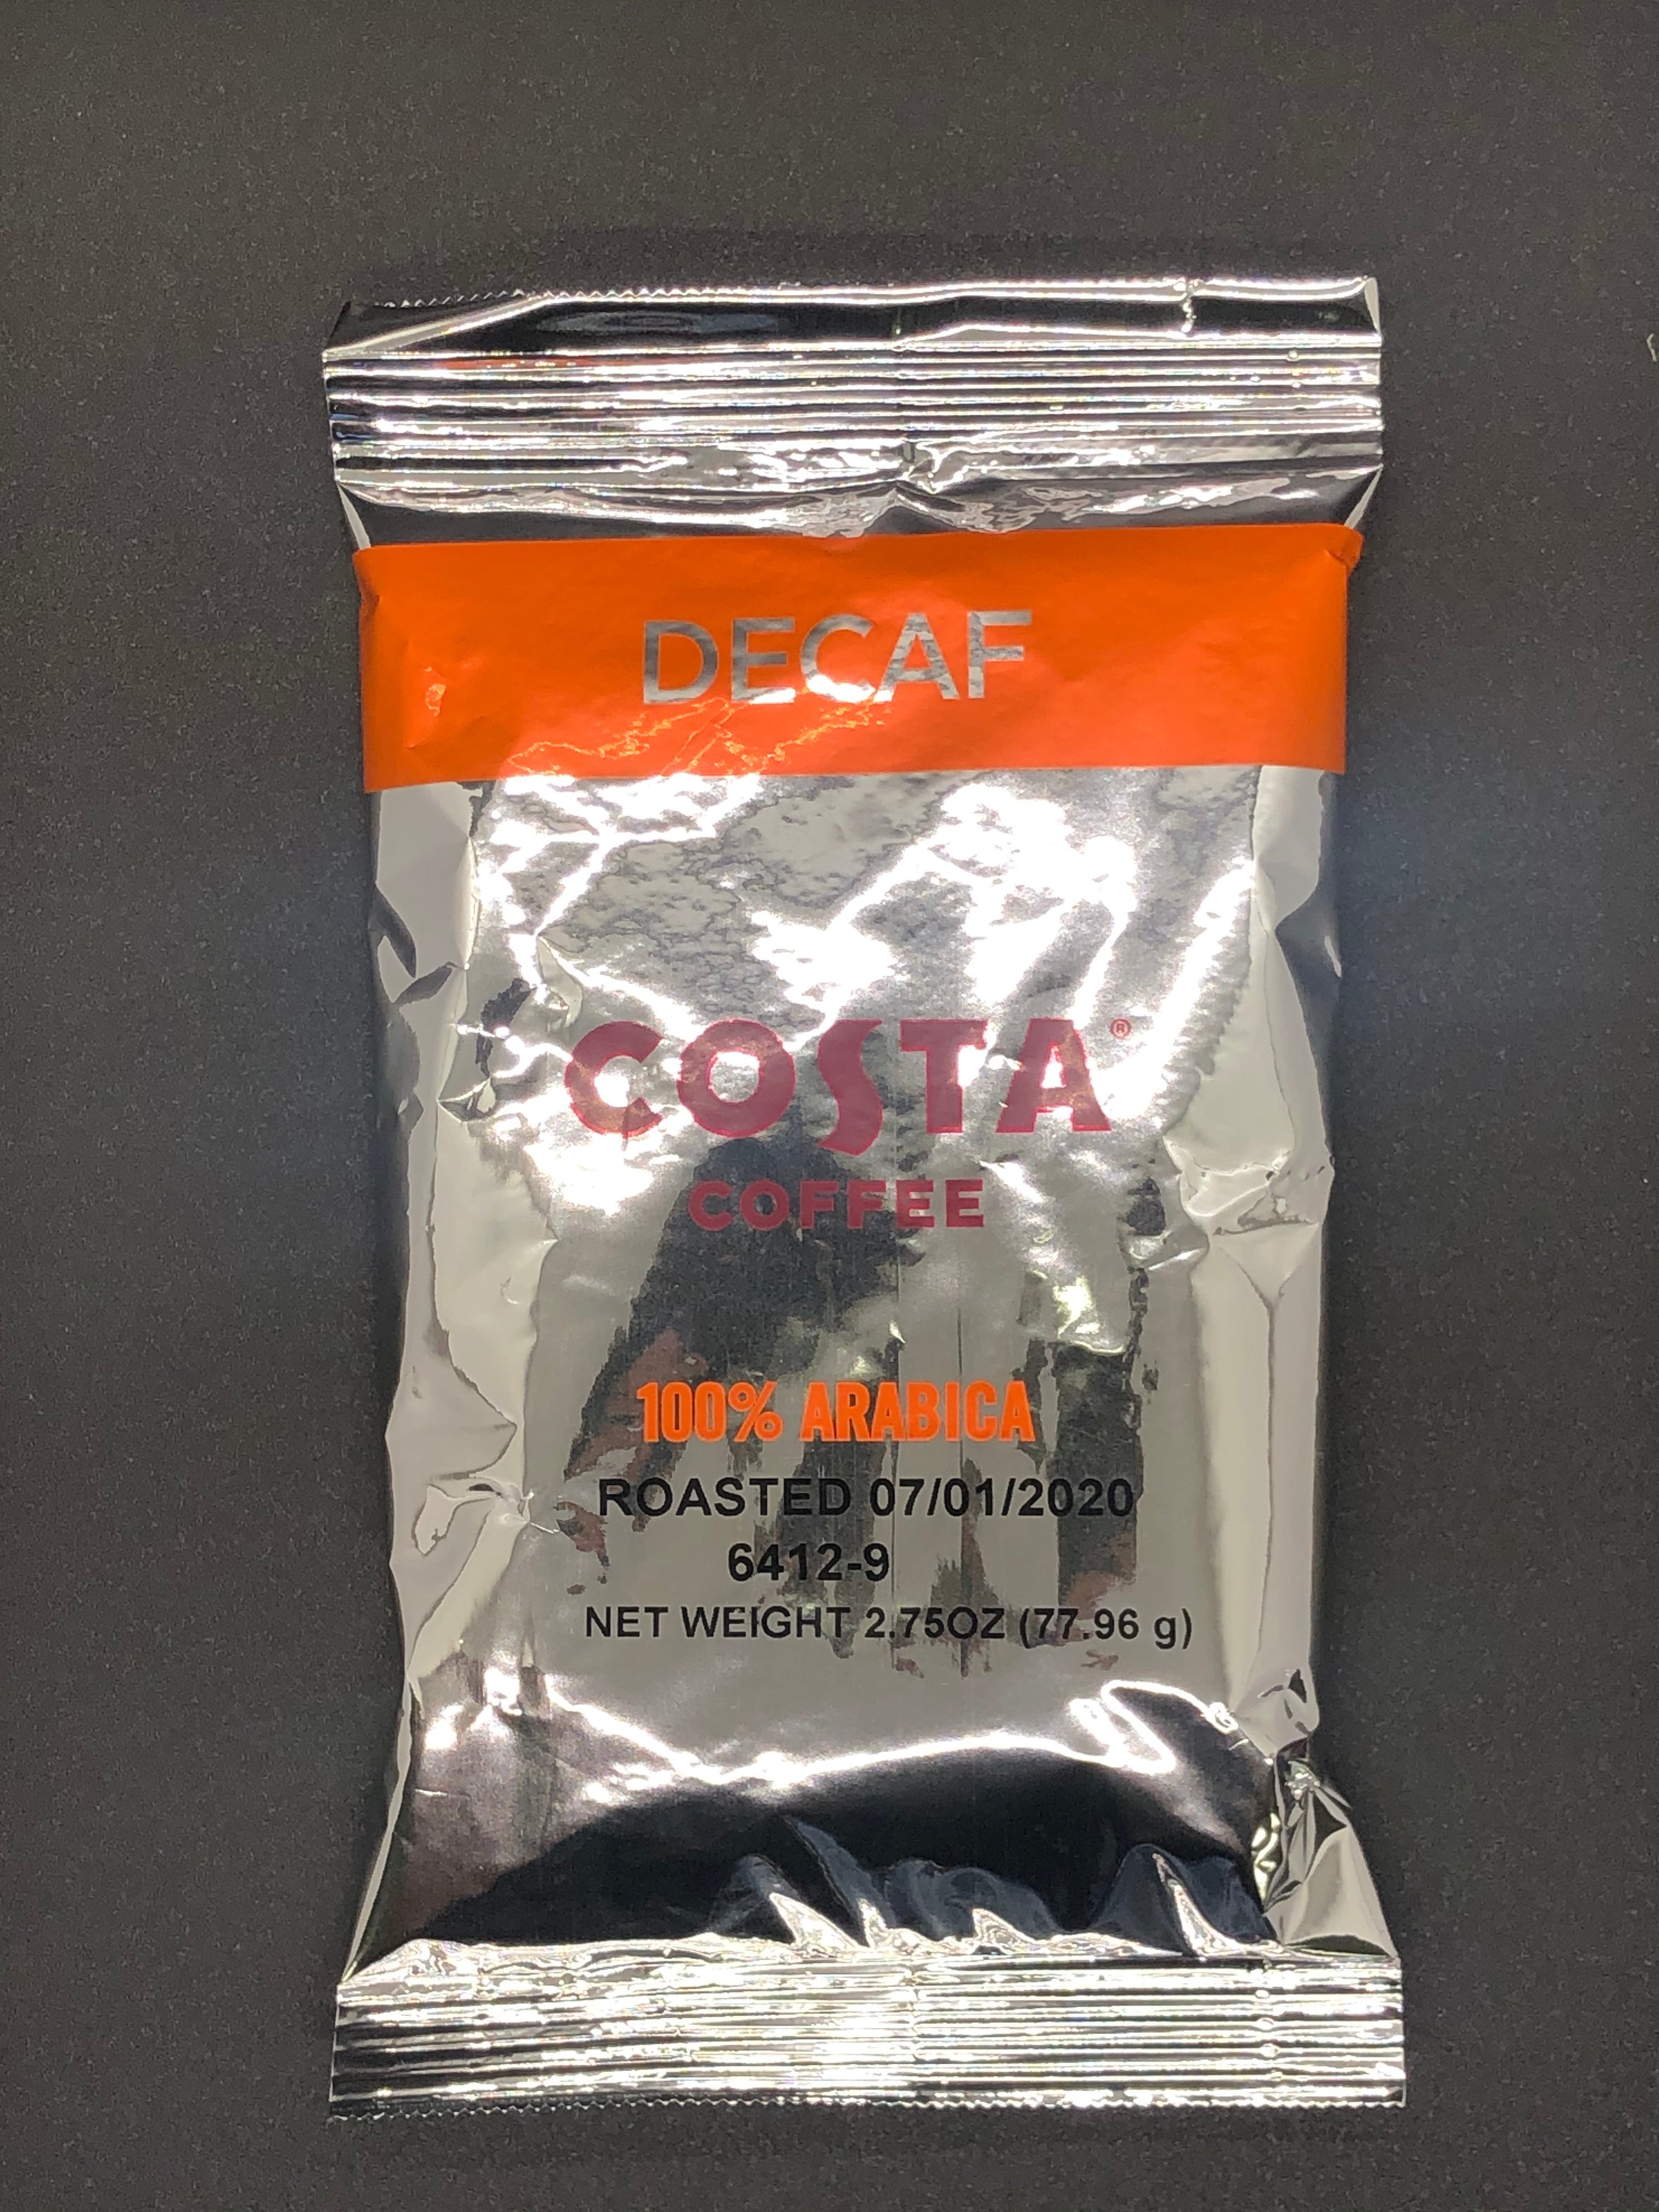 DECAF
COSTA®
COFFEE
100% ARABICA
ROASTED 07/01/2020
6412-9
NET WEIGHT 2.75OZ (77.96 g)